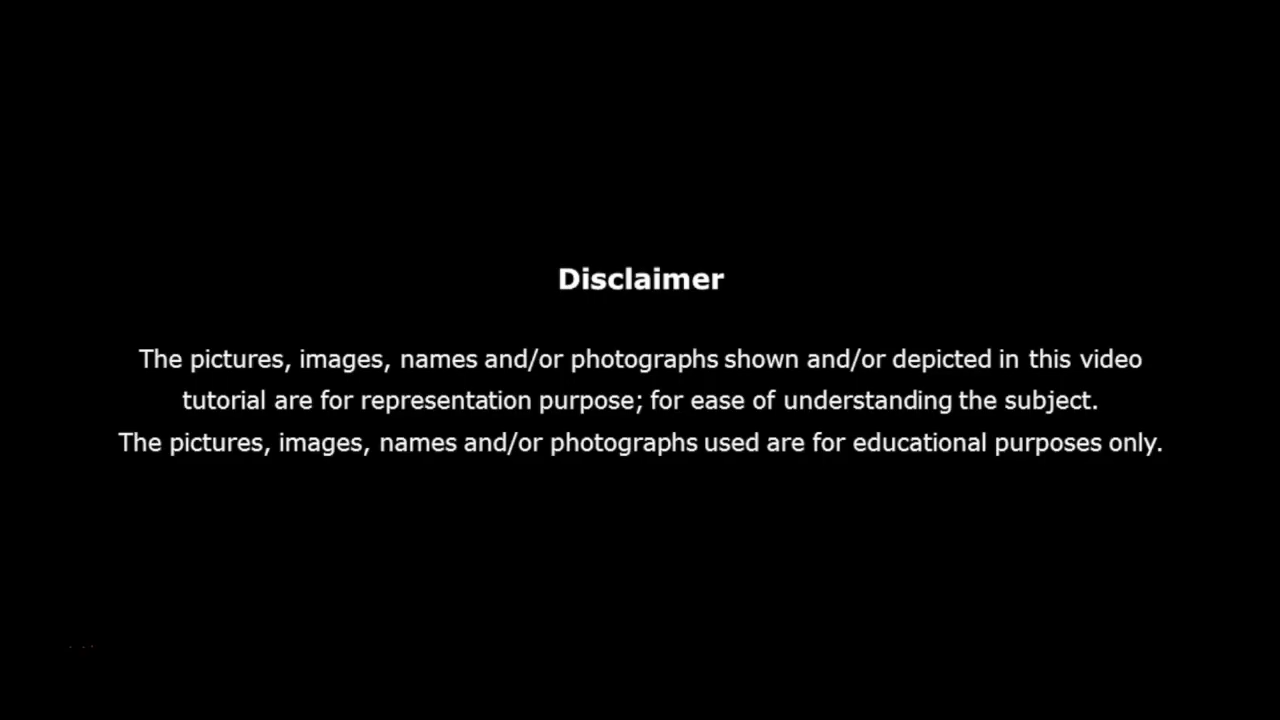 Disclaimer
The pictures, images, names and/or photographs shown and/or depicted in this video
tutorial are for representation purpose; for ease of understanding the subject.
The pictures, images, names and/or photographs used are for educational purposes only.